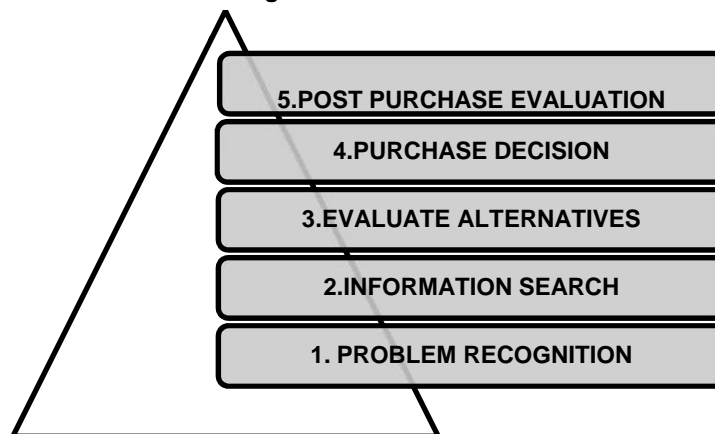 5.POST PURCHASE EVALUATION
4.PURCHASE DECISION
3.EVALUATE ALTERNATIVES
2.INFORMATION SEARCH
1. PROBLEM RECOGNITION